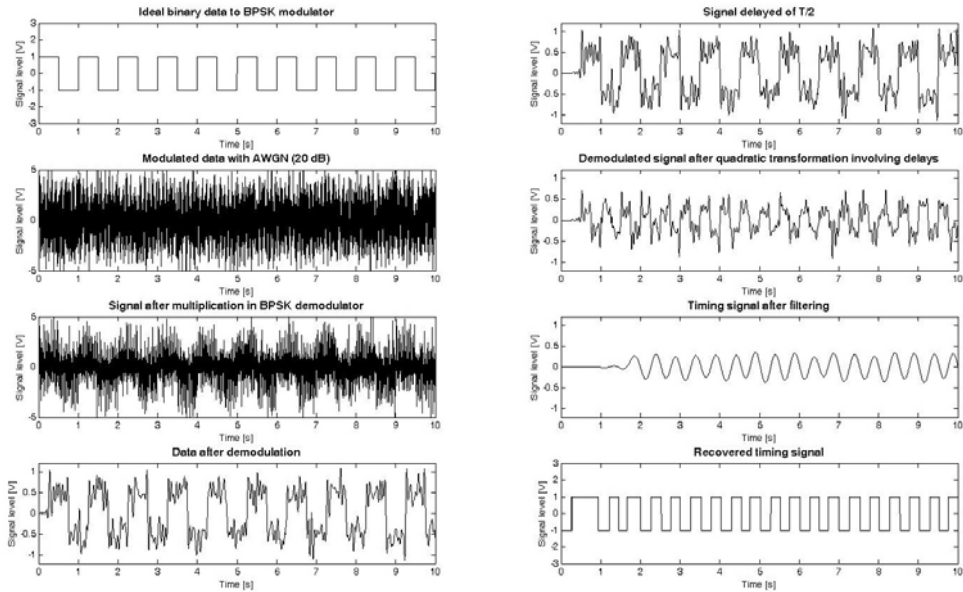 Ideal binary data to BPSK modulator
Signal level [V]
3
2
1
0
-1
-2
-3
0 1 2 3 4 5 6 7 8 9 10
Time [s]
Modulated data with AWGN (20 dB)
Signal level [V]
5
0
-5
0 1 2 3 4 5 6 7 8 9 10
Time [s]
Signal after multiplication in BPSK demodulator
Signal level [V]
5
0
-5
0 1 2 3 4 5 6 7 8 9 10
Time [s]
Data after demodulation
Signal level [V]
1
0.5
0
-0.5
-1
0 1 2 3 4 5 6 7 8 9 10
Time [s]
Signal delayed of T/2
Signal level [V]
1
0.5
0
-0.5
-1
0 1 2 3 4 5 6 7 8 9 10
Time [s]
Demodulated signal after quadratic transformation involving delays
Signal level [V]
1
0.5
0
-0.5
-1
0 1 2 3 4 5 6 7 8 9 10
Time [s]
Timing signal after filtering
Signal level [V]
1
0.5
0
-0.5
-1
0 1 2 3 4 5 6 7 8 9 10
Time [s]
Recovered timing signal
Signal level [V]
3
2
1
0
-1
-2
-3
0 1 2 3 4 5 6 7 8 9 10
Time [s]